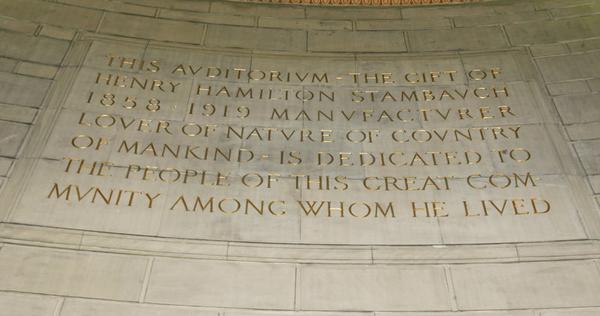 THIS AVDITORIVM - THE GIFT OF
HENRY HAMILTON STAMBAVGH
1858 - 1919 MANVFACTVRER
LOVER OF NATVRE OF COVNTRY
OF MANKIND - IS DEDICATED TO
THE PEOPLE OF THIS GREAT COM-
MVNITY AMONG WHOM HE LIVED